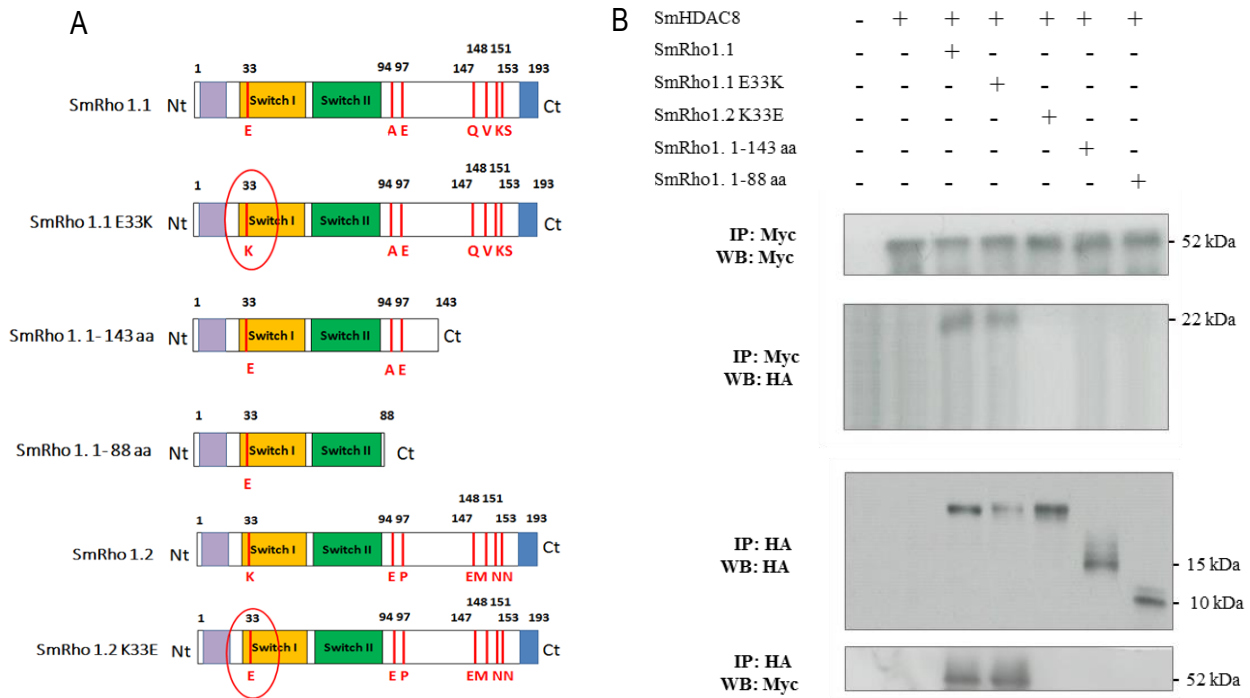 A
1 33 94 97 147 148 151 153 193
SmRho 1.1 Nt Switch I Switch II Ct
E A E Q V K S
1 33 94 97 147 148 151 153 193
SmRho 1.1 E33K Nt Switch I Switch II Ct
K A E Q V K S
1 33 94 97 143
SmRho 1. 1- 143 aa Nt Switch I Switch II Ct
E A E
1 33 88
SmRho 1. 1- 88 aa Nt Switch I Switch II Ct
E
1 33 94 97 147 148 151 153 193
SmRho 1.2 Nt Switch I Switch II Ct
K E P E M N N
1 33 94 97 147 148 151 153 193
SmRho 1.2 K33E Nt Switch I Switch II Ct
E E P E M N N
B
SmHDAC8 - + + + + + +
SmRho1.1 - - + - - - -
SmRho1.1 E33K - - - + - - -
SmRho1.2 K33E - - - - + - -
SmRho1. 1-143 aa - - - - - + -
SmRho1. 1-88 aa - - - - - - +
IP: Myc
WB: Myc
- 52 kDa
IP: Myc
WB: HA
- 22 kDa
IP: HA
WB: HA
- 15 kDa
- 10 kDa
IP: HA
WB: Myc
- 52 kDa